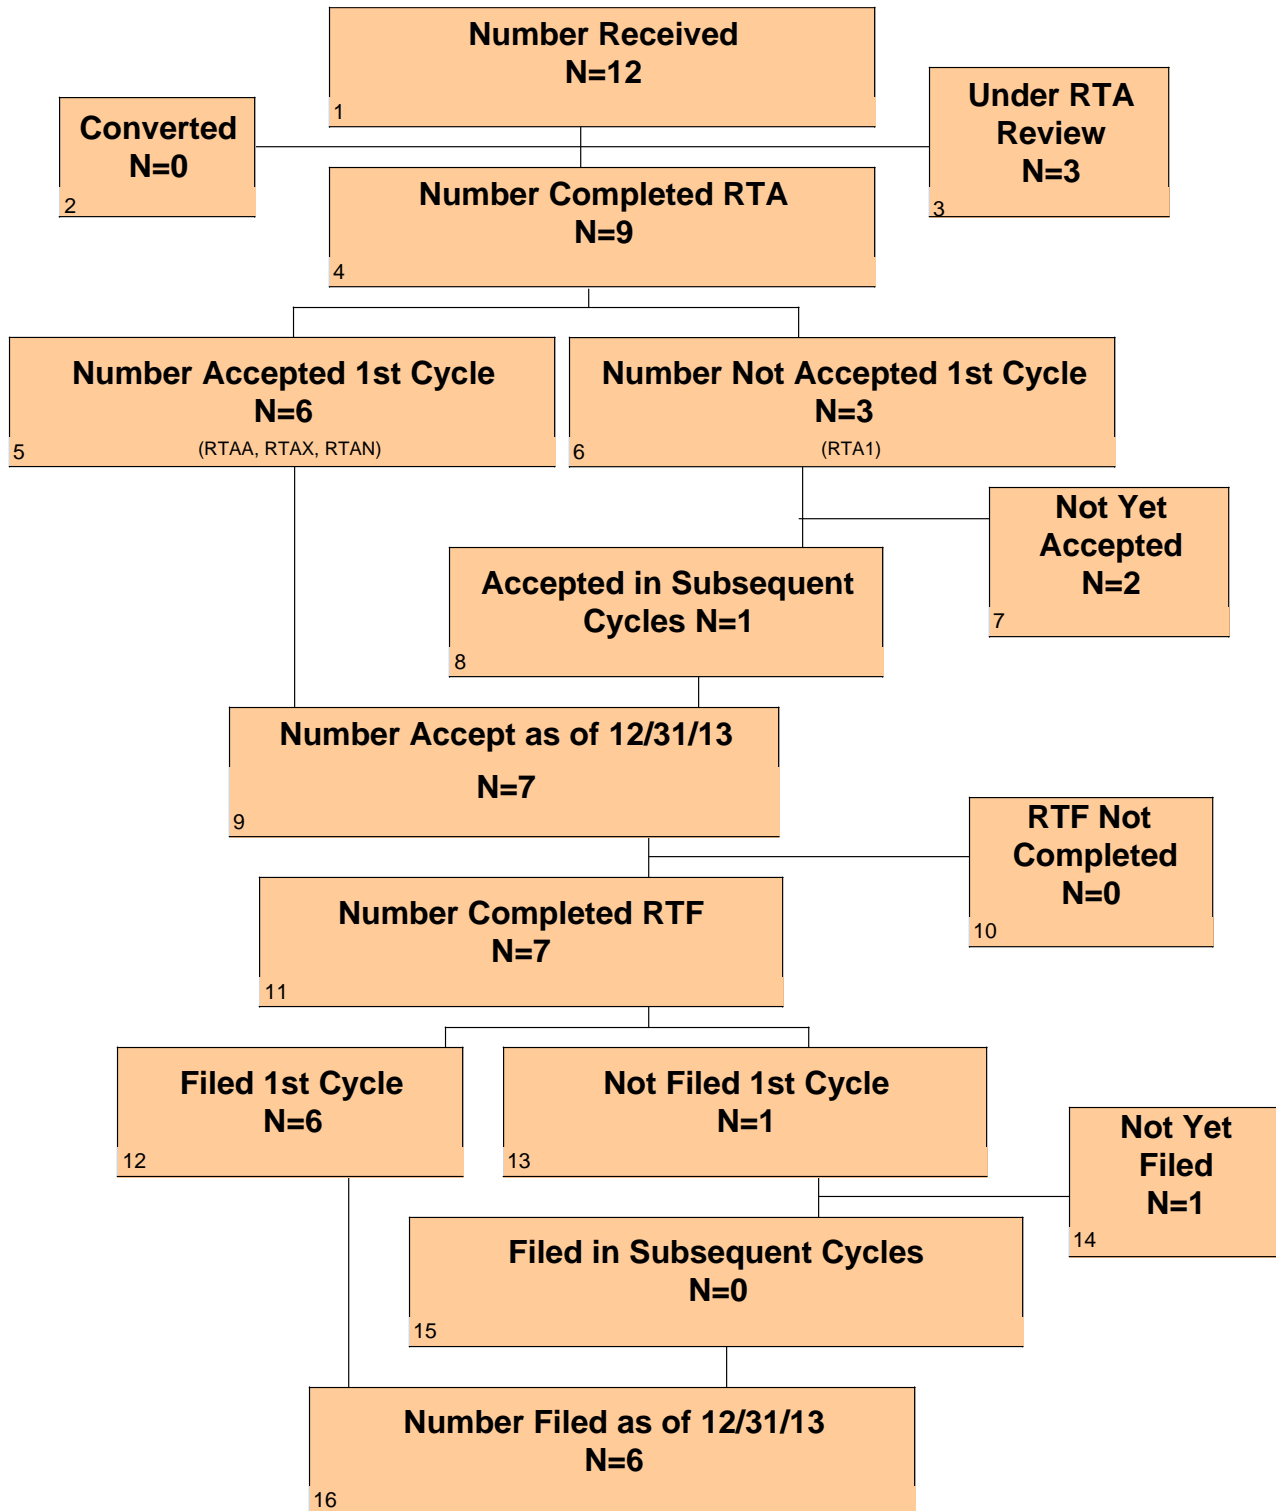 Number Received
N=12
1
Converted
N=0
2
Under RTA
Review
N=3
3
Number Completed RTA
N=9
4
Number Accepted 1st Cycle
N=6
(RTAA, RTAX, RTAN)
5
Number Not Accepted 1st Cycle
N=3
(RTA1)
6
Not Yet
Accepted
N=2
7
Accepted in Subsequent
Cycles N=1
8
Number Accept as of 12/31/13
N=7
9
RTF Not
Completed
N=0
10
Number Completed RTF
N=7
11
Filed 1st Cycle
N=6
12
Not Filed 1st Cycle
N=1
13
Not Yet
Filed
N=1
14
Filed in Subsequent Cycles
N=0
15
Number Filed as of 12/31/13
N=6
16